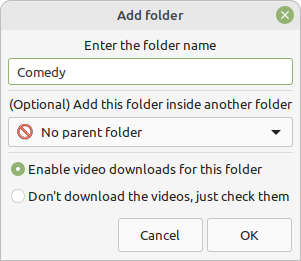 Add folder
Enter the folder name
Comedy
(Optional) Add this folder inside another folder
No parent folder
Enable video downloads for this folder
Don't download the videos, just check them
Cancel OK